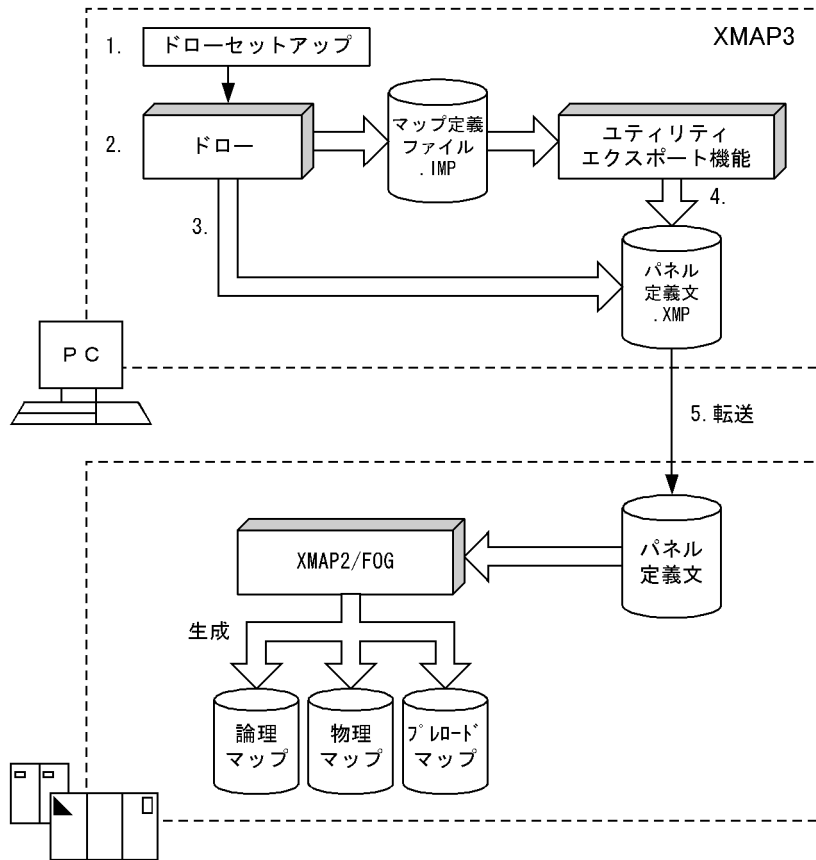 XMAP3
1.
ドローセットアップ
2.
ドロー
マップ定義
ファイル
.IMP
ユティリティ
エクスポート機能
3.
4.
パネル
定義文
.XMP
PC
5.転送
パネル
定義文
XMAP2/FOG
生成
論理
マップ
物理
マップ
プレロード
マップ